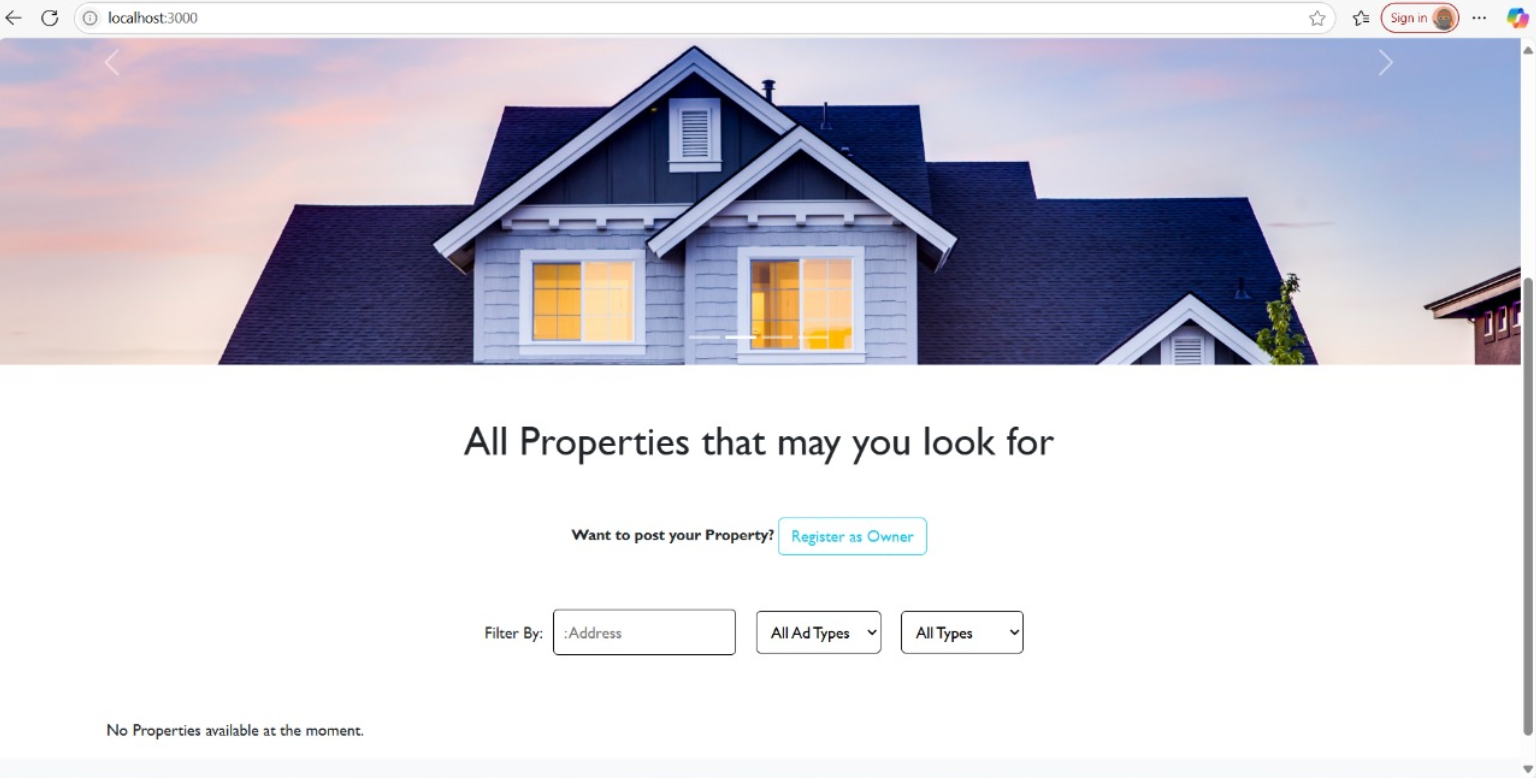 localhost:3000
Sign in
All Properties that may you look for
Want to post your Property? Register as Owner
Filter By: :Address All Ad Types All Types
No Properties available at the moment.